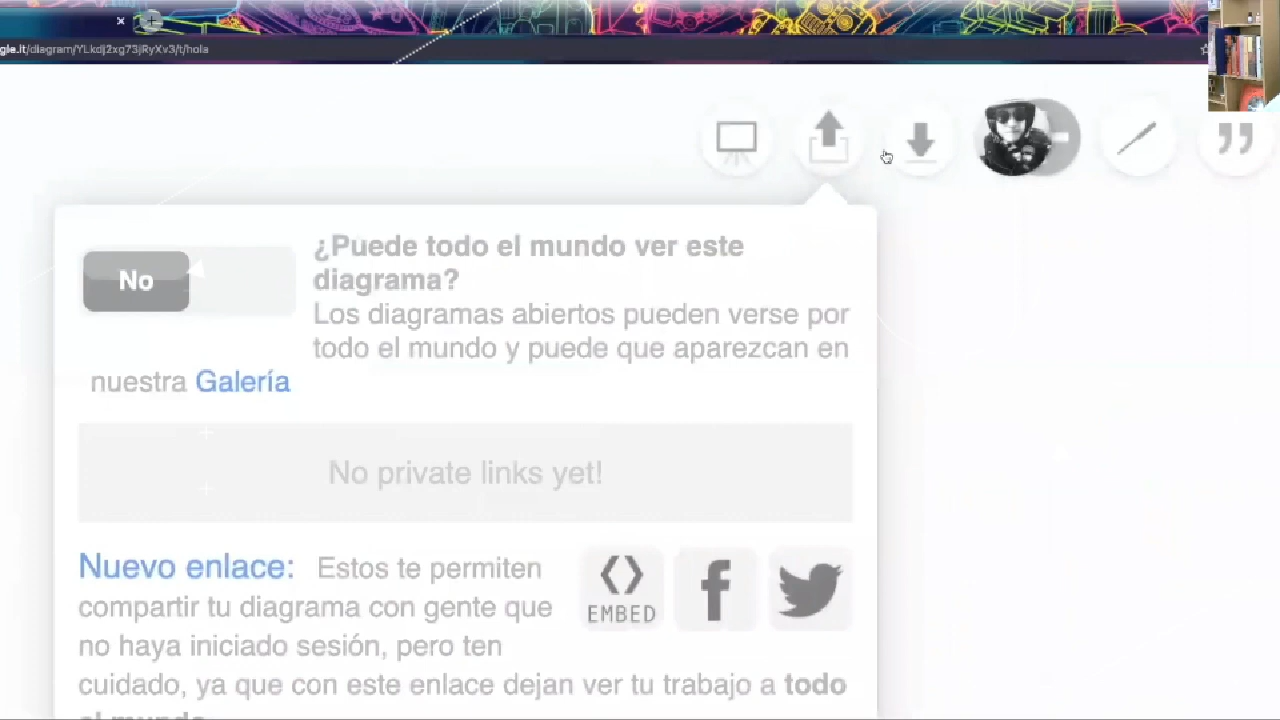 gle.it/diagram/YLkdj2xg73jRyXv3/t/hola
No
¿Puede todo el mundo ver este
diagrama?
Los diagramas abiertos pueden verse por
todo el mundo y puede que aparezcan en
nuestra Galería
No private links yet!
Nuevo enlace: Estos te permiten
compartir tu diagrama con gente que
no haya iniciado sesión, pero ten
cuidado, ya que con este enlace dejan ver tu trabajo a todo
el mundo
EMBED